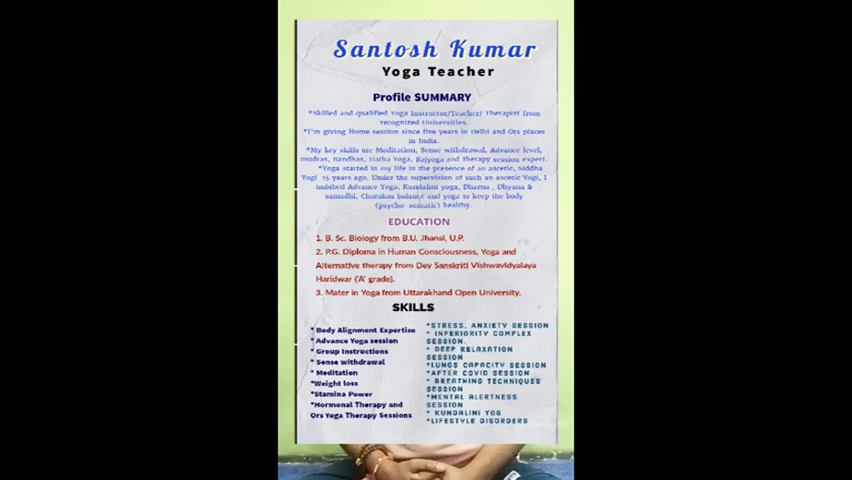 Santosh Kumar
Yoga Teacher
Profile SUMMARY
*Skilled and qualified Yoga Instructor/Teacher/ Therapist from
recognized Universities.
*I'm giving Home session since five years in Delhi and Ors places
in India.
*My key skills are Meditation, Sense withdrawal, Advance level,
mudras, Bandhas, Hatha Yoga, Rajyoga and therapy session expert.
*Yoga started in my life in the presence of an ascetic, Siddha
Yogi 15 years ago. Under the supervision of such an ascetic Yogi, I
imbibed Advance Yoga, Kundalini yoga, Dharna , Dhyana &
samadhi, Charakas balance and yoga to keep the body
(psycho-somatic) healthy.
EDUCATION
1. B. Sc. Biology from B.U. Jhansi, U.P.
2. P.G. Diploma in Human Consciousness, Yoga and
Alternative therapy from Dev Sanskriti Vishwavidyalaya
Haridwar ('A' grade).
3. Mater in Yoga from Uttarakhand Open University.
SKILLS
* Body Alignment Expertise
* Advance Yoga session
* Group Instructions
* Sense withdrawal
* Meditation
*Weight loss
*Stamina Power
*Hormonal Therapy and
Ors Yoga Therapy Sessions
*STRESS, ANXIETY SESSION
* INFERIORITY COMPLEX
SESSION.
* DEEP RELAXATION
SESSION
*LUNGS CAPACITY SESSION
*AFTER COVID SESSION
* BREATHING TECHNIQUES
SESSION
*MENTAL ALERTNESS
SESSION
* KUNDALINI YOG
*LIFESTYLE DISORDERS